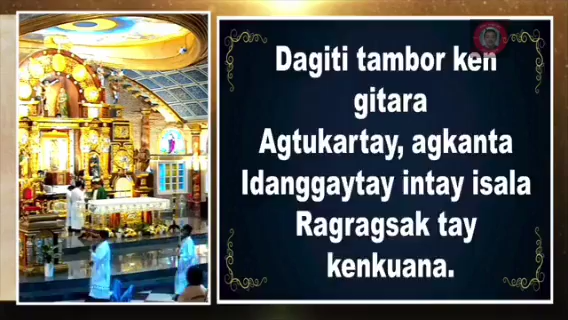 Dagiti tambor ken
gitara
Agtukartay, agkanta
Idanggaytay intay isala
Ragragsak tay
kenkuana.